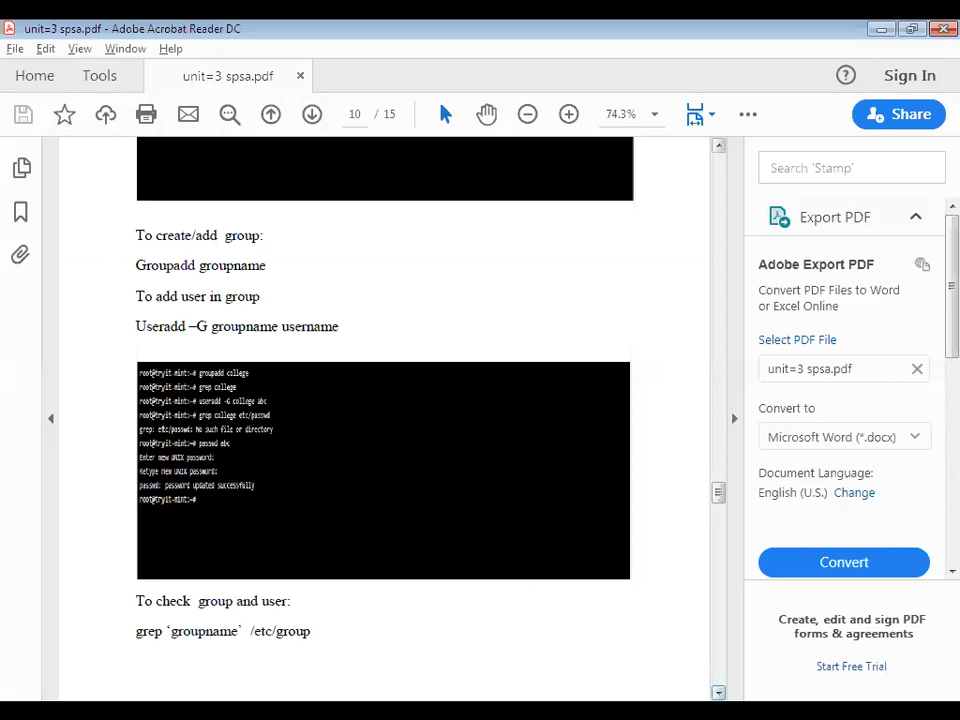 unit=3 spsa.pdf - Adobe Acrobat Reader DC
File Edit View Window Help
Home Tools unit=3 spsa.pdf × Sign In
10 / 15 74.3% Share
To create/add group:
Groupadd groupname
To add user in group
Useradd –G groupname username
root@tryit-mint:~# groupadd college
root@tryit-mint:~# grep college
root@tryit-mint:~# useradd -G college abc
root@tryit-mint:~# grep college etc/passwd
grep: etc/passwd: No such file or directory
root@tryit-mint:~# passwd abc
Enter new UNIX password:
Retype new UNIX password:
passwd: password updated successfully
root@tryit-mint:~#
To check group and user:
grep ‘groupname’ /etc/group
Search 'Stamp'
Export PDF
Adobe Export PDF
Convert PDF Files to Word
or Excel Online
Select PDF File
unit=3 spsa.pdf
Convert to
Microsoft Word (*.docx)
Document Language:
English (U.S.) Change
Convert
Create, edit and sign PDF
forms & agreements
Start Free Trial